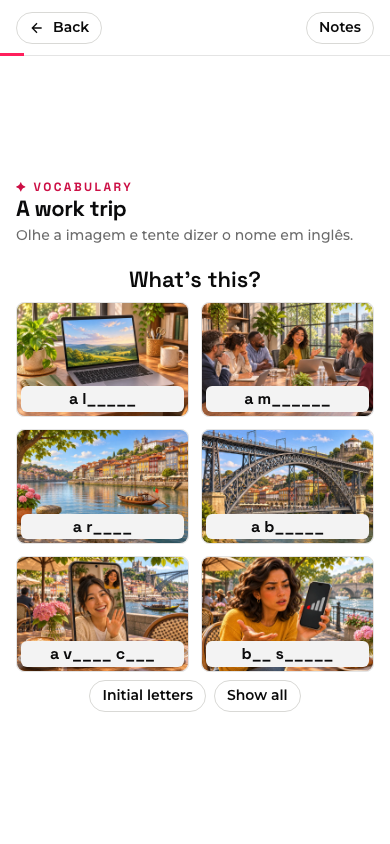 Back
Notes
VOCABULARY
A work trip
Olhe a imagem e tente dizer o nome em inglês.
What's this?
a l_____
a m______
a r____
a b_____
a v____ c___
b__ s_____
Initial letters
Show all